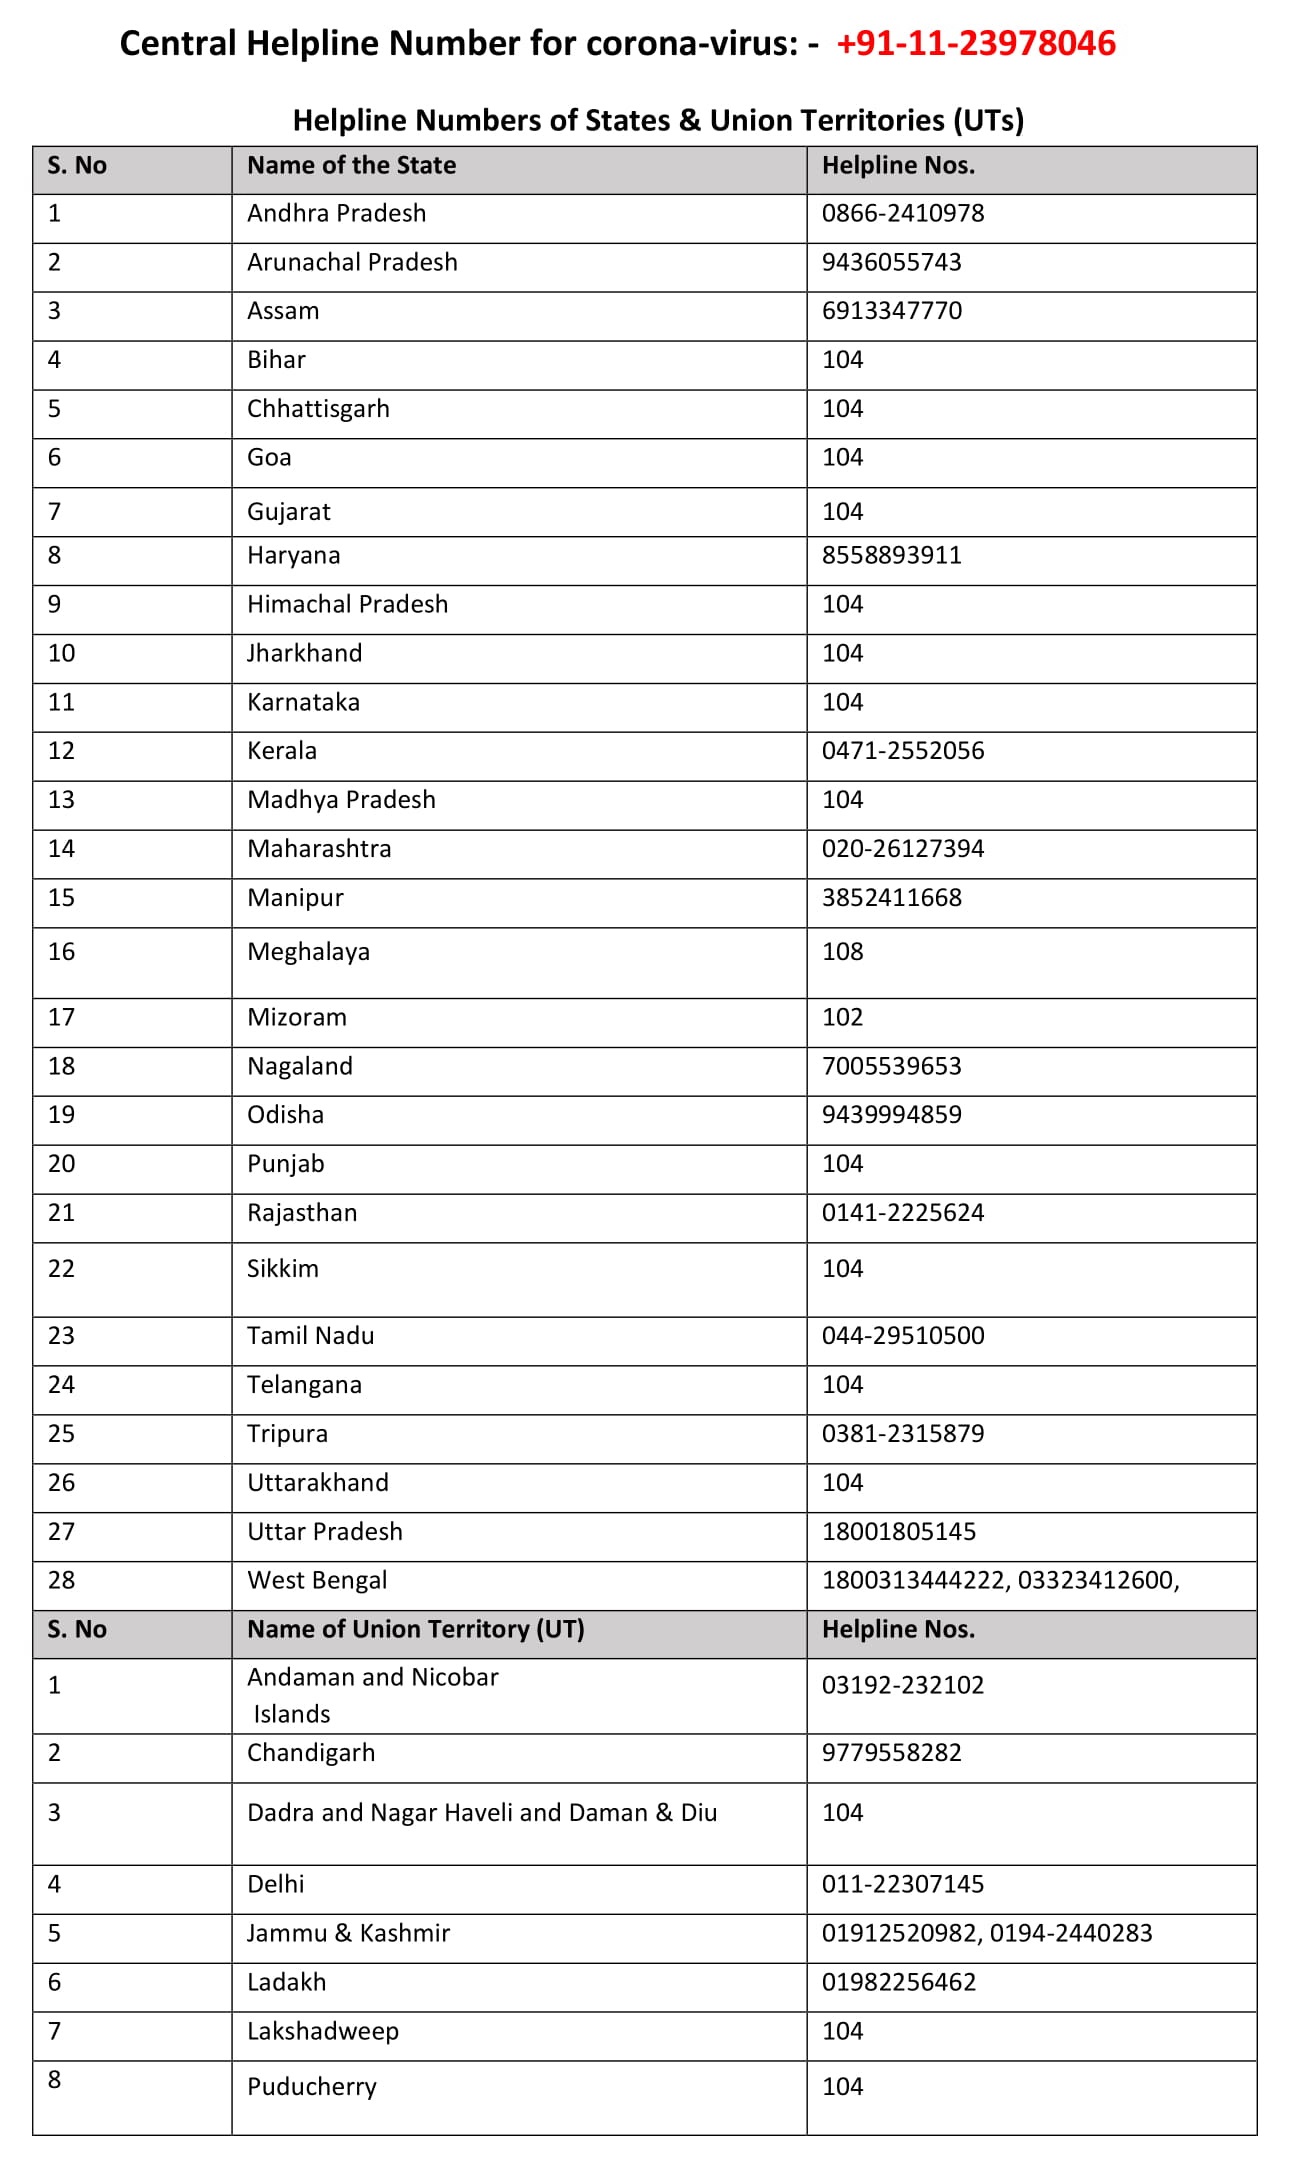 Central Helpline Number for corona-virus: - +91-11-23978046
Helpline Numbers of States & Union Territories (UTs)
S. No Name of the State Helpline Nos.
1 Andhra Pradesh 0866-2410978
2 Arunachal Pradesh 9436055743
3 Assam 6913347770
4 Bihar 104
5 Chhattisgarh 104
6 Goa 104
7 Gujarat 104
8 Haryana 8558893911
9 Himachal Pradesh 104
10 Jharkhand 104
11 Karnataka 104
12 Kerala 0471-2552056
13 Madhya Pradesh 104
14 Maharashtra 020-26127394
15 Manipur 3852411668
16 Meghalaya 108
17 Mizoram 102
18 Nagaland 7005539653
19 Odisha 9439994859
20 Punjab 104
21 Rajasthan 0141-2225624
22 Sikkim 104
23 Tamil Nadu 044-29510500
24 Telangana 104
25 Tripura 0381-2315879
26 Uttarakhand 104
27 Uttar Pradesh 18001805145
28 West Bengal 1800313444222, 03323412600,
S. No Name of Union Territory (UT) Helpline Nos.
1 Andaman and Nicobar
Islands 03192-232102
2 Chandigarh 9779558282
3 Dadra and Nagar Haveli and Daman & Diu 104
4 Delhi 011-22307145
5 Jammu & Kashmir 01912520982, 0194-2440283
6 Ladakh 01982256462
7 Lakshadweep 104
8 Puducherry 104